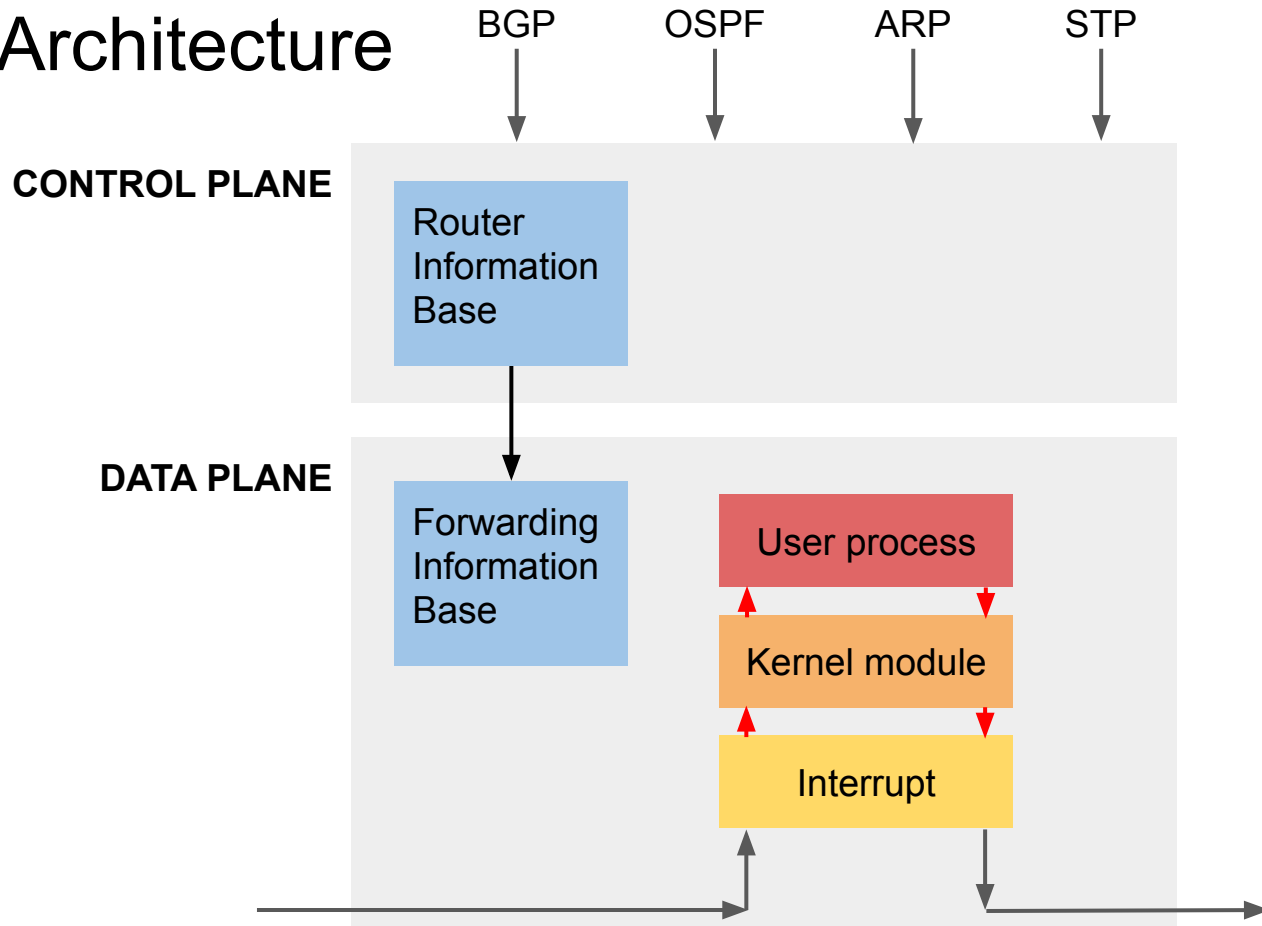 Architecture
BGP
OSPF
ARP
STP
CONTROL PLANE
Router
Information
Base
DATA PLANE
Forwarding
Information
Base
User process
Kernel module
Interrupt